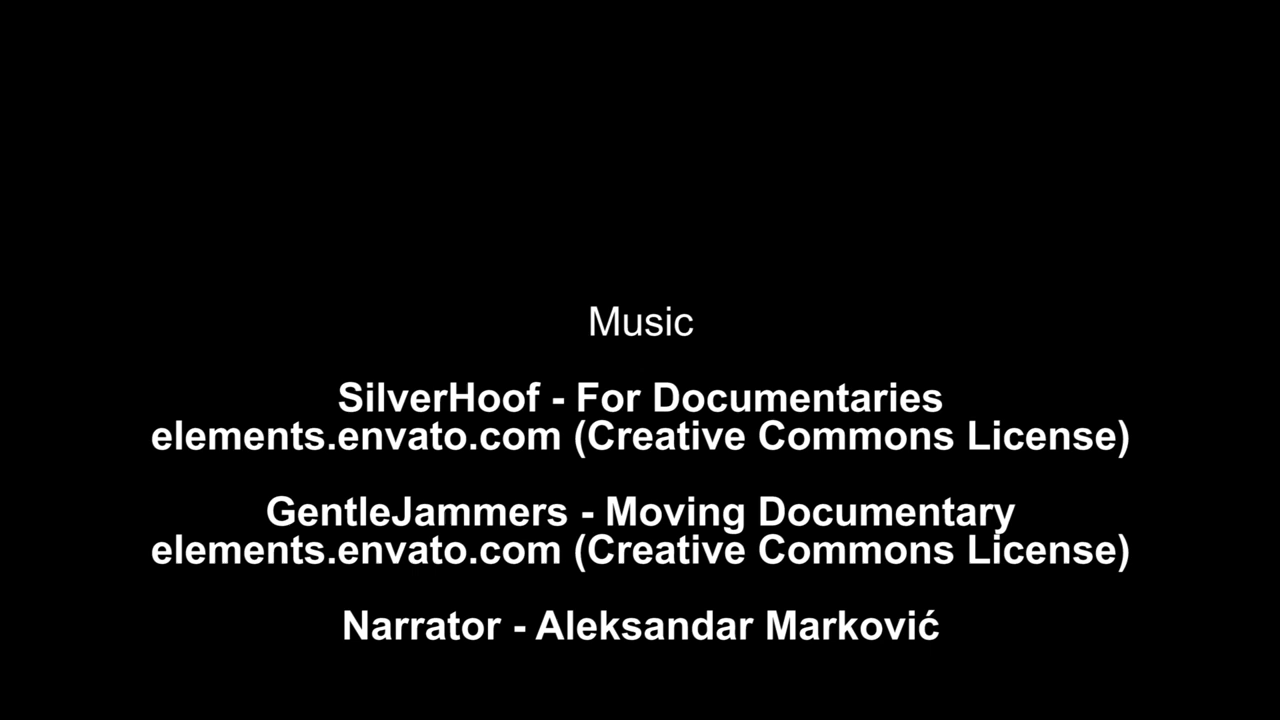 Music
SilverHoof - For Documentaries
elements.envato.com (Creative Commons License)
GentleJammers - Moving Documentary
elements.envato.com (Creative Commons License)
Narrator - Aleksandar Marković